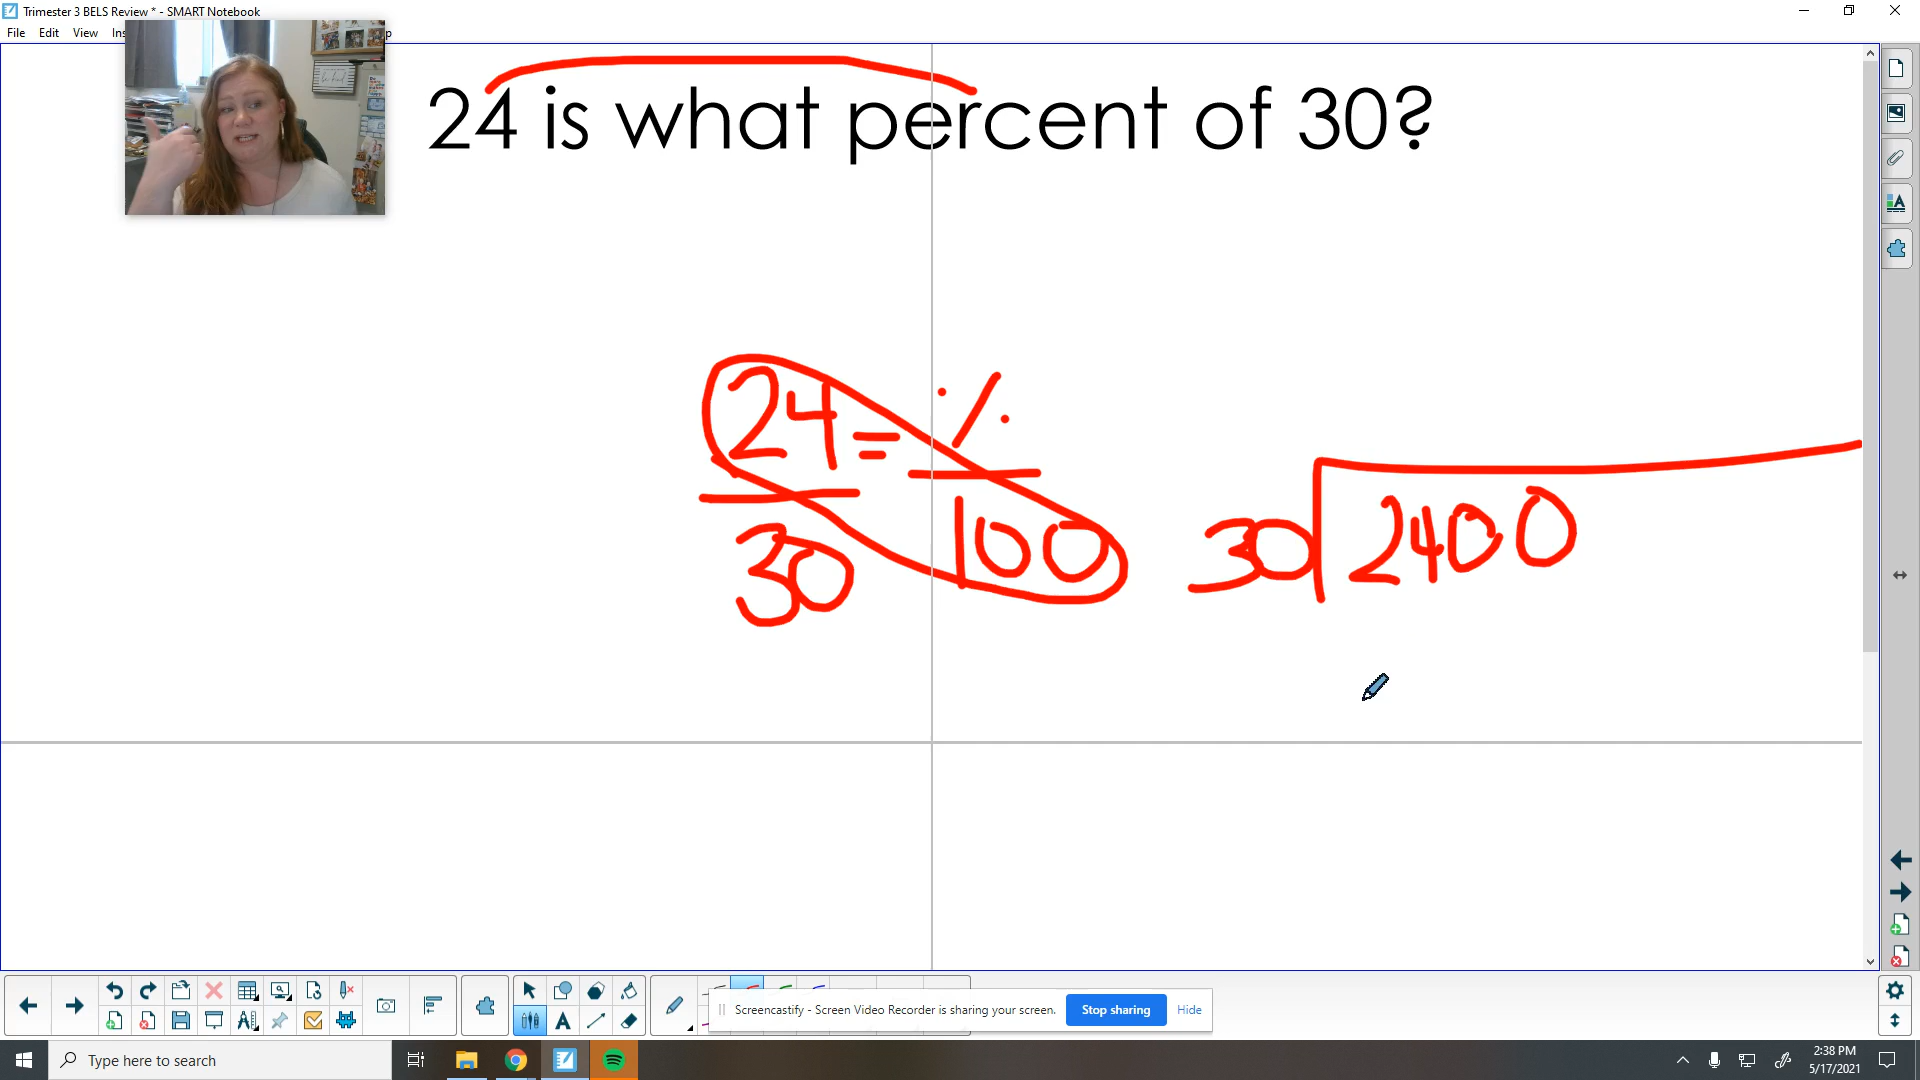 Trimester 3 BELS Review * - SMART Notebook
File Edit View Ins p
24 is what percent of 30?
24 = %
30 100
30 2400
Screencastify - Screen Video Recorder is sharing your screen. Stop sharing Hide
Type here to search
2:38 PM
5/17/2021